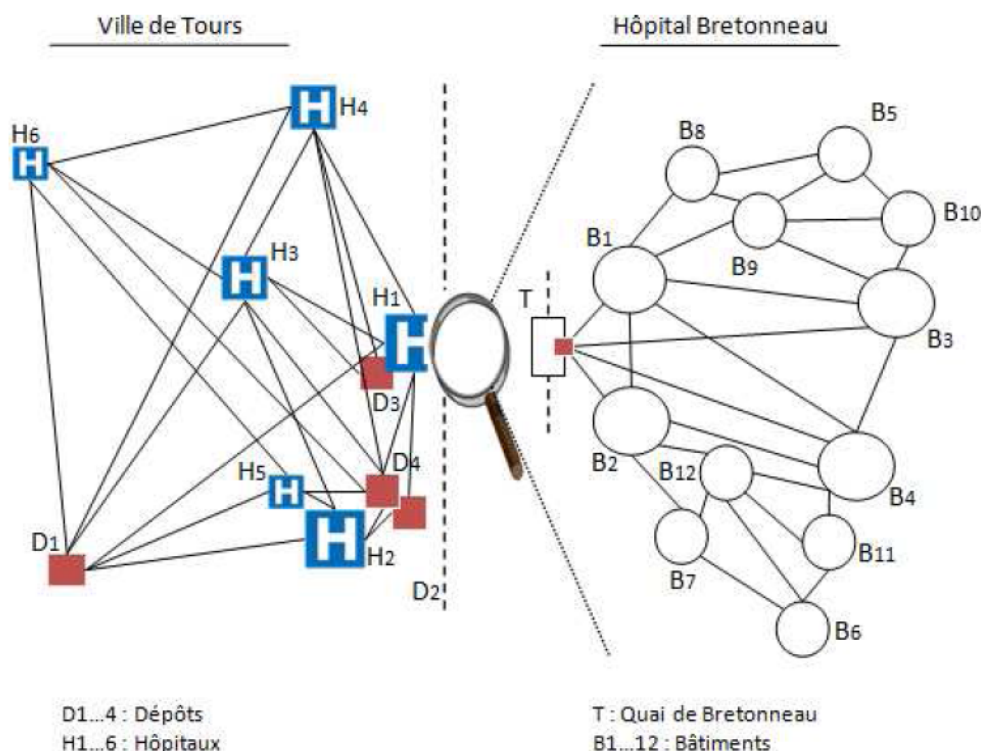 Ville de Tours
Hôpital Bretonneau
H4
H6
H3
H1
D3
H5
D4
D1
H2
D2
H
H
H
H
H
H
B5
B8
B10
B1
B9
T
B3
B2
B12
B4
B11
B7
B6
D1...4 : Dépôts
H1...6 : Hôpitaux
T : Quai de Bretonneau
B1...12 : Bâtiments